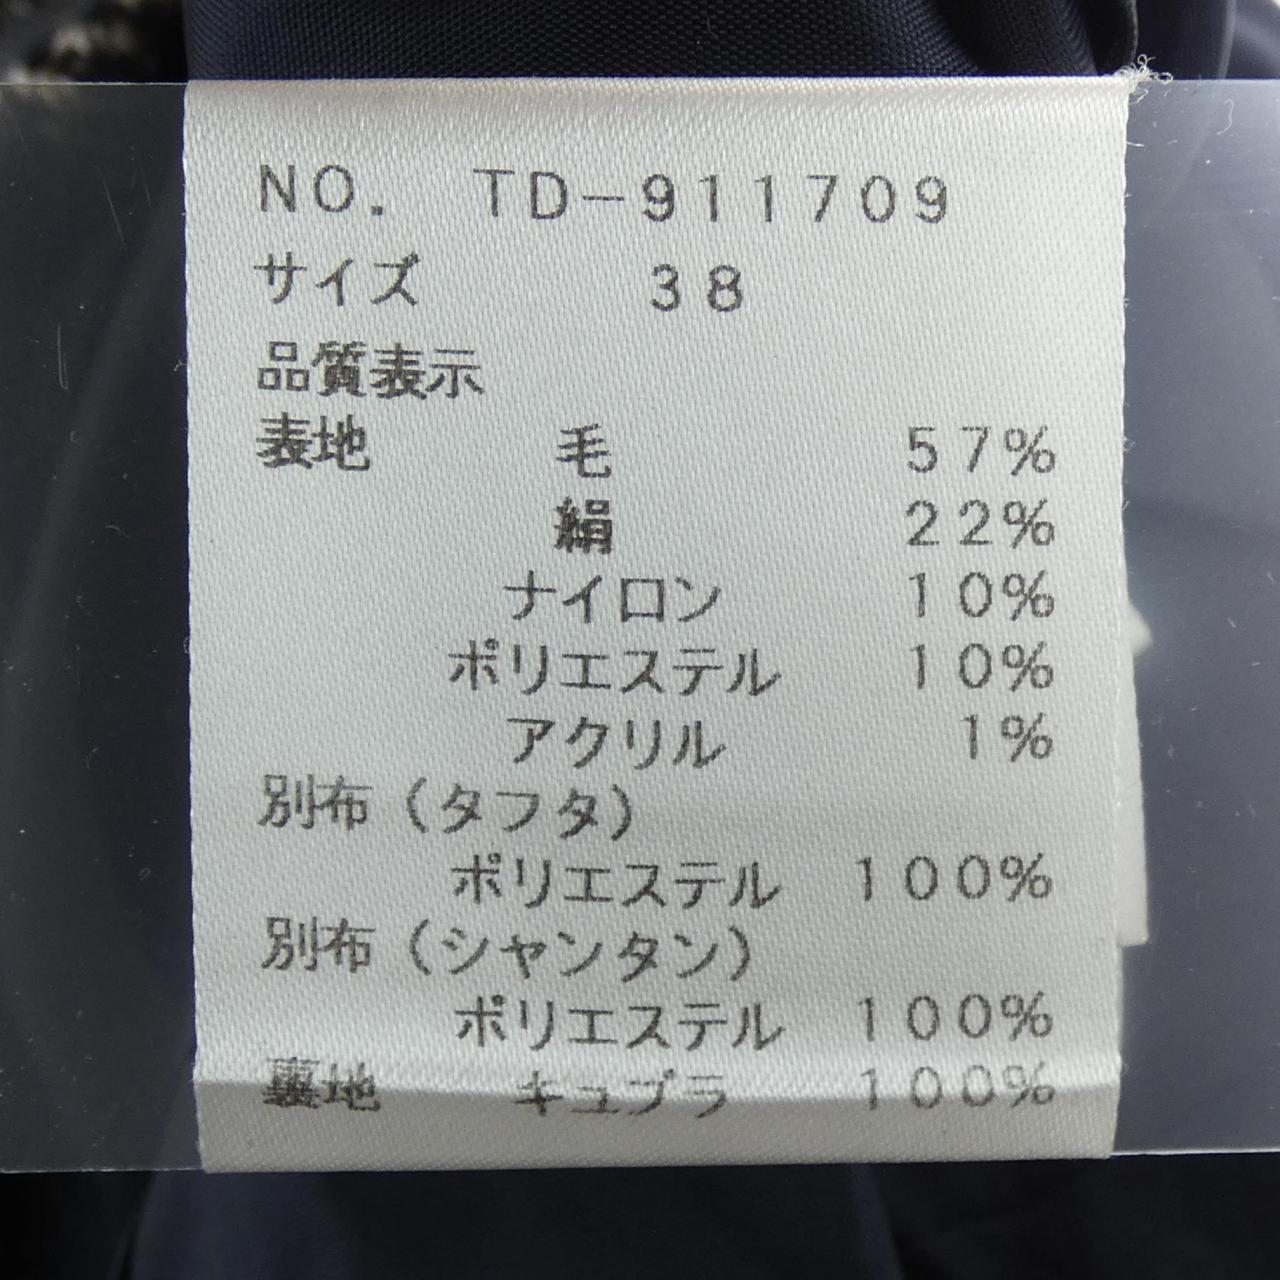 NO. TD-911709
サイズ 38
品質表示
表地 毛 57%
絹 22%
ナイロン 10%
ポリエステル 10%
アクリル 1%
別布(タフタ)
ポリエステル 100%
別布(シャンタン)
ポリエステル 100%
裏地 キュプラ 100%